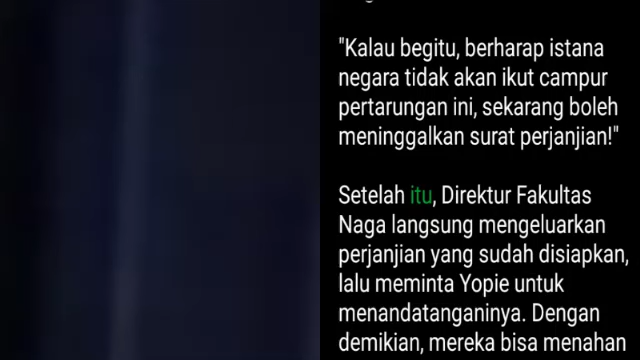 "Kalau begitu, berharap istana
negara tidak akan ikut campur
pertarungan ini, sekarang boleh
meninggalkan surat perjanjian!"
Setelah itu, Direktur Fakultas
Naga langsung mengeluarkan
perjanjian yang sudah disiapkan,
lalu meminta Yopie untuk
menandatanganinya. Dengan
demikian, mereka bisa menahan